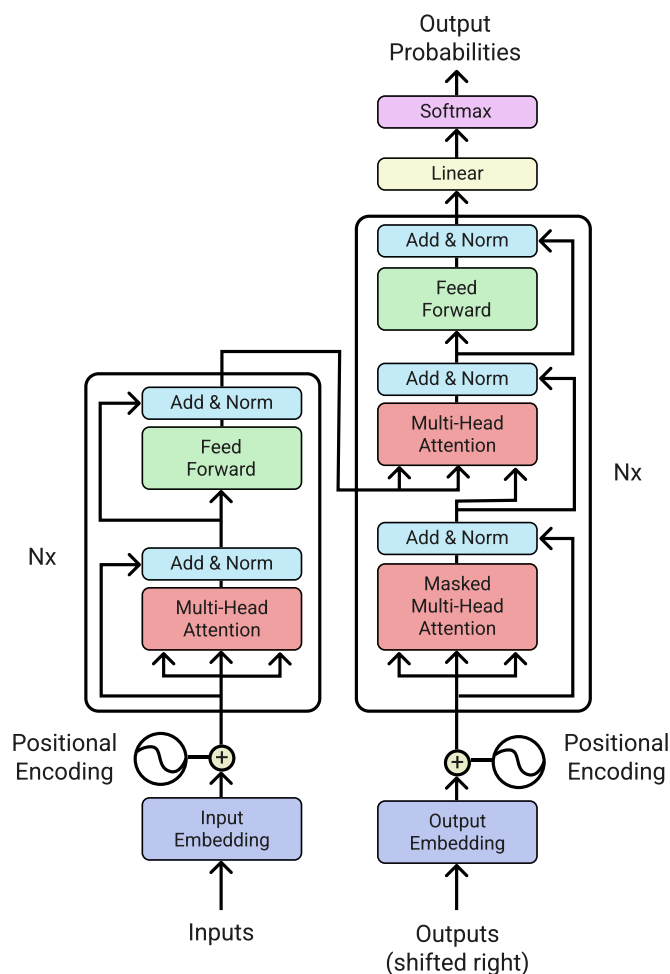 Output
Probabilities
Softmax
Linear
Add & Norm
Feed
Forward
Add & Norm
Multi-Head
Attention
Nx
Add & Norm
Masked
Multi-Head
Attention
Add & Norm
Feed
Forward
Nx
Add & Norm
Multi-Head
Attention
Positional
Encoding
+
+
Positional
Encoding
Input
Embedding
Output
Embedding
Inputs
Outputs
(shifted right)